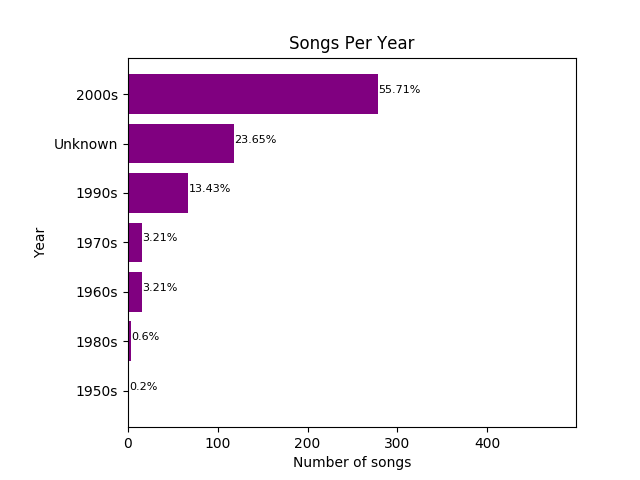 Songs Per Year
2000s
55.71%
Unknown
23.65%
1990s
13.43%
1970s
3.21%
1960s
3.21%
1980s
0.6%
1950s
0.2%
Year
0 100 200 300 400
Number of songs